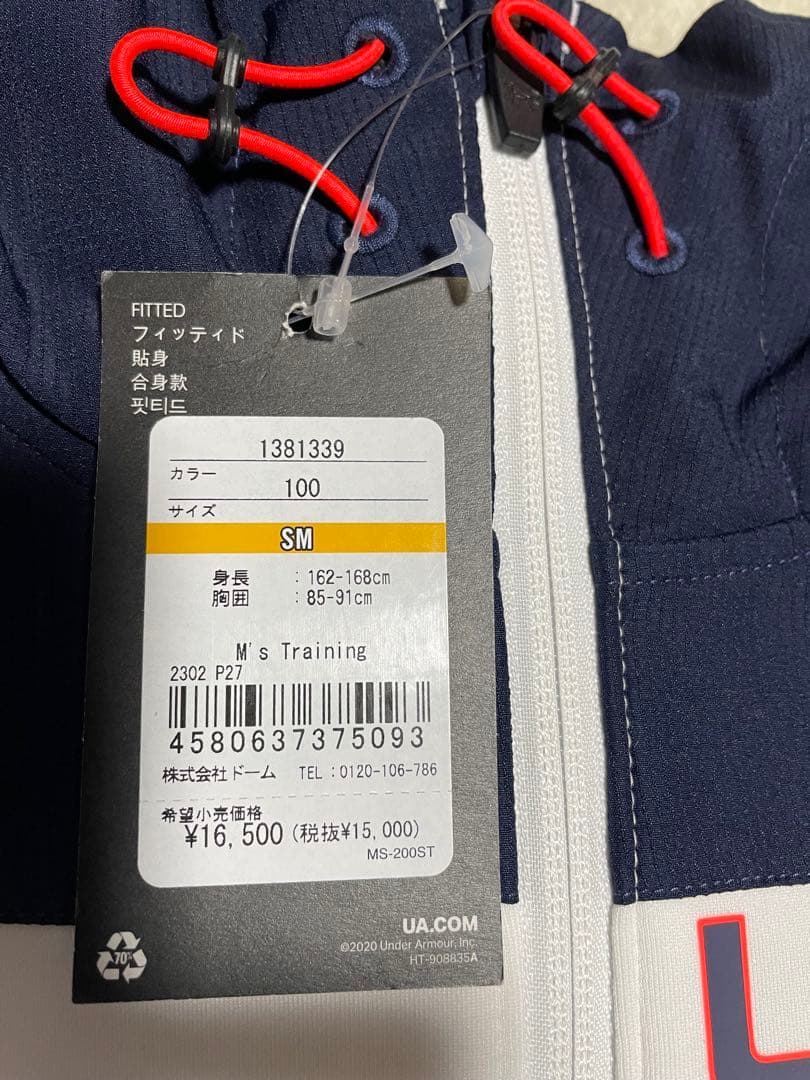 FITTED
フィッティド
貼身
合身款
핏티드
1381339
カラー
100
サイズ
SM
身長 : 162-168cm
胸囲 : 85-91cm
M's Training
2302 P27
4580637375093
株式会社ドーム TEL : 0120-106-786
希望小売価格
¥16,500 (税抜¥15,000)
MS-200ST
UA.COM
©2020 Under Armour, Inc.
HT-908835A
70%